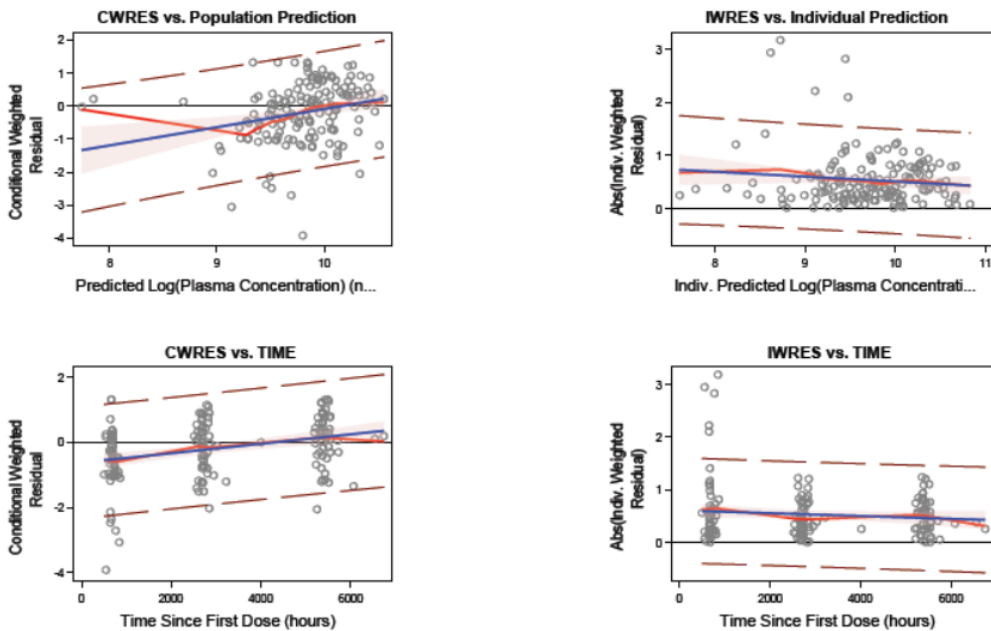 CWRES vs. Population Prediction
2
1
0
-1
-2
-3
-4
Conditional Weighted
Residual
8
9
10
Predicted Log(Plasma Concentration) (n...
IWRES vs. Individual Prediction
3
2
1
0
Abs(Indiv. Weighted
Residual)
8
9
10
11
Indiv. Predicted Log(Plasma Concentrati...
CWRES vs. TIME
2
0
-2
-4
Conditional Weighted
Residual
0
2000
4000
6000
Time Since First Dose (hours)
IWRES vs. TIME
3
2
1
0
Abs(Indiv. Weighted
Residual)
0
2000
4000
6000
Time Since First Dose (hours)